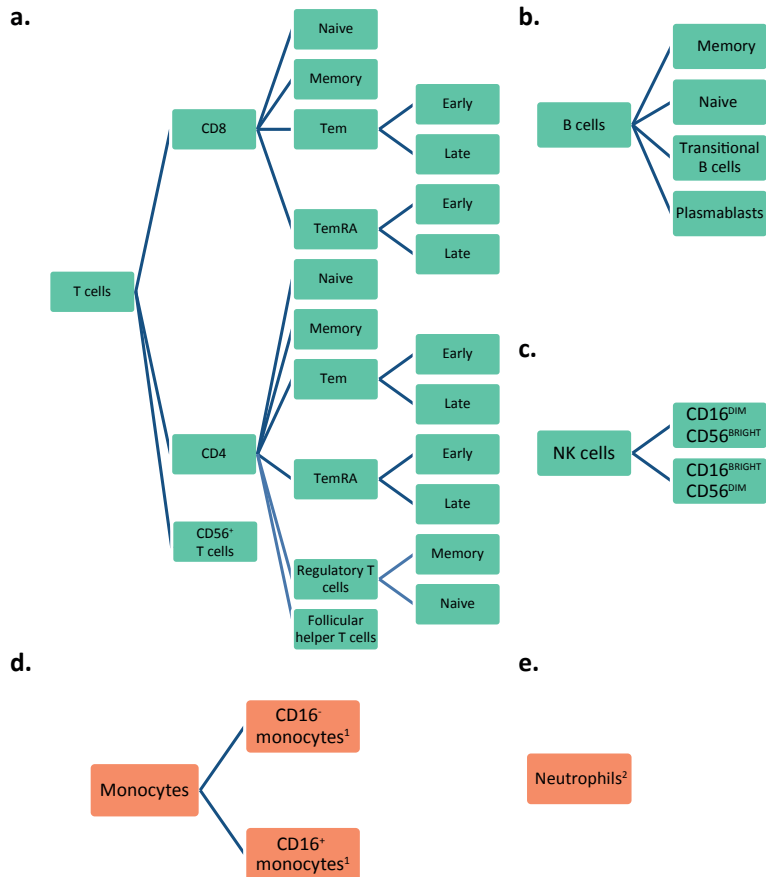 a.
T cells
CD8
Naive
Memory
Tem
Early
Late
TemRA
Early
Late
CD4
Naive
Memory
Tem
Early
Late
TemRA
Early
Late
Regulatory T
cells
Memory
Naive
Follicular
helper T cells
CD56⁺
T cells
b.
B cells
Memory
Naive
Transitional
B cells
Plasmablasts
c.
NK cells
CD16ᴰᴵᴹ
CD56ᴮᴿᴵᴳᴴᵀ
CD16ᴮᴿᴵᴳᴴᵀ
CD56ᴰᴵᴹ
d.
Monocytes
CD16⁻
monocytes¹
CD16⁺
monocytes¹
e.
Neutrophils²